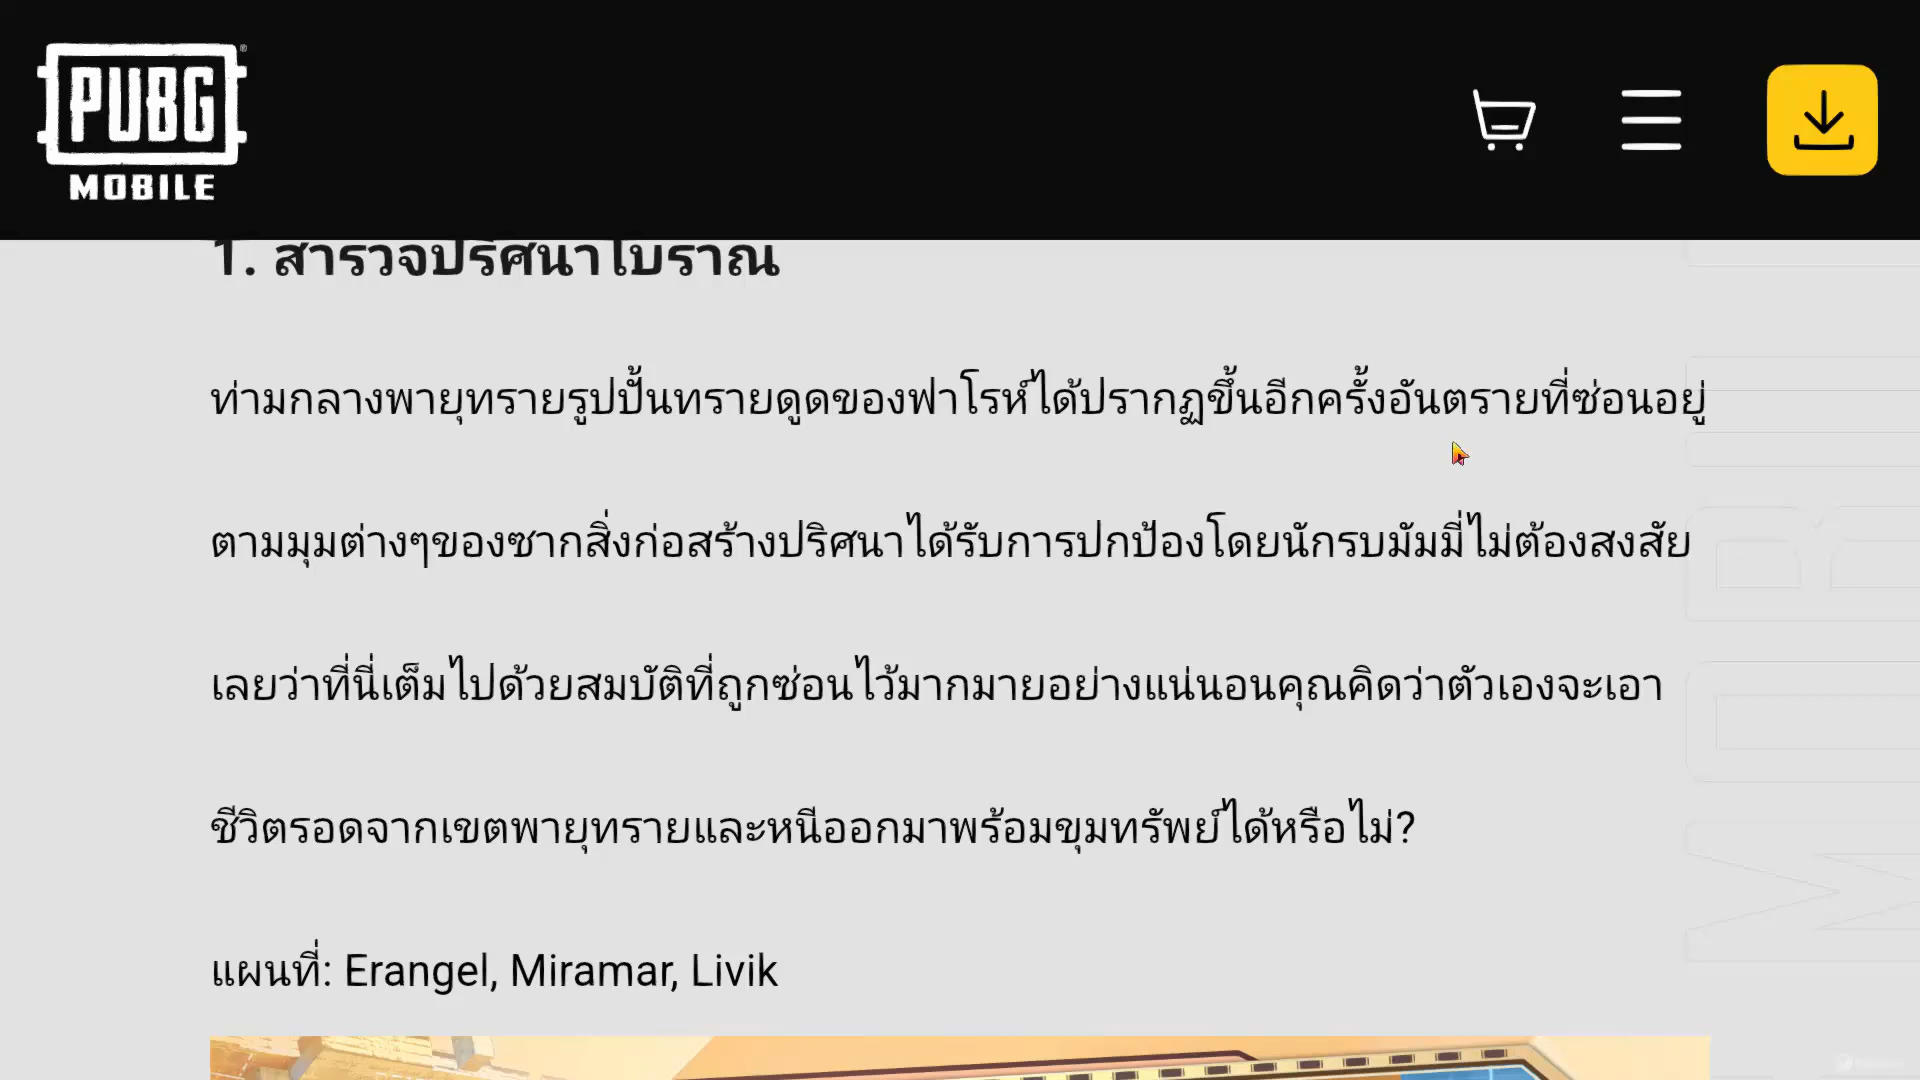 PUBG
MOBILE
1. สำรวจปริศนาโบราณ
ท่ามกลางพายุทรายรูปปั้นทรายดูดของฟาโรห์ได้ปรากฏขึ้นอีกครั้งอันตรายที่ซ่อนอยู่
ตามมุมต่างๆของซากสิ่งก่อสร้างปริศนาได้รับการปกป้องโดยนักรบมัมมี่ไม่ต้องสงสัย
เลยว่าที่นี่เต็มไปด้วยสมบัติที่ถูกซ่อนไว้มากมายอย่างแน่นอนคุณคิดว่าตัวเองจะเอา
ชีวิตรอดจากเขตพายุทรายและหนีออกมาพร้อมขุมทรัพย์ได้หรือไม่?
แผนที่: Erangel, Miramar, Livik